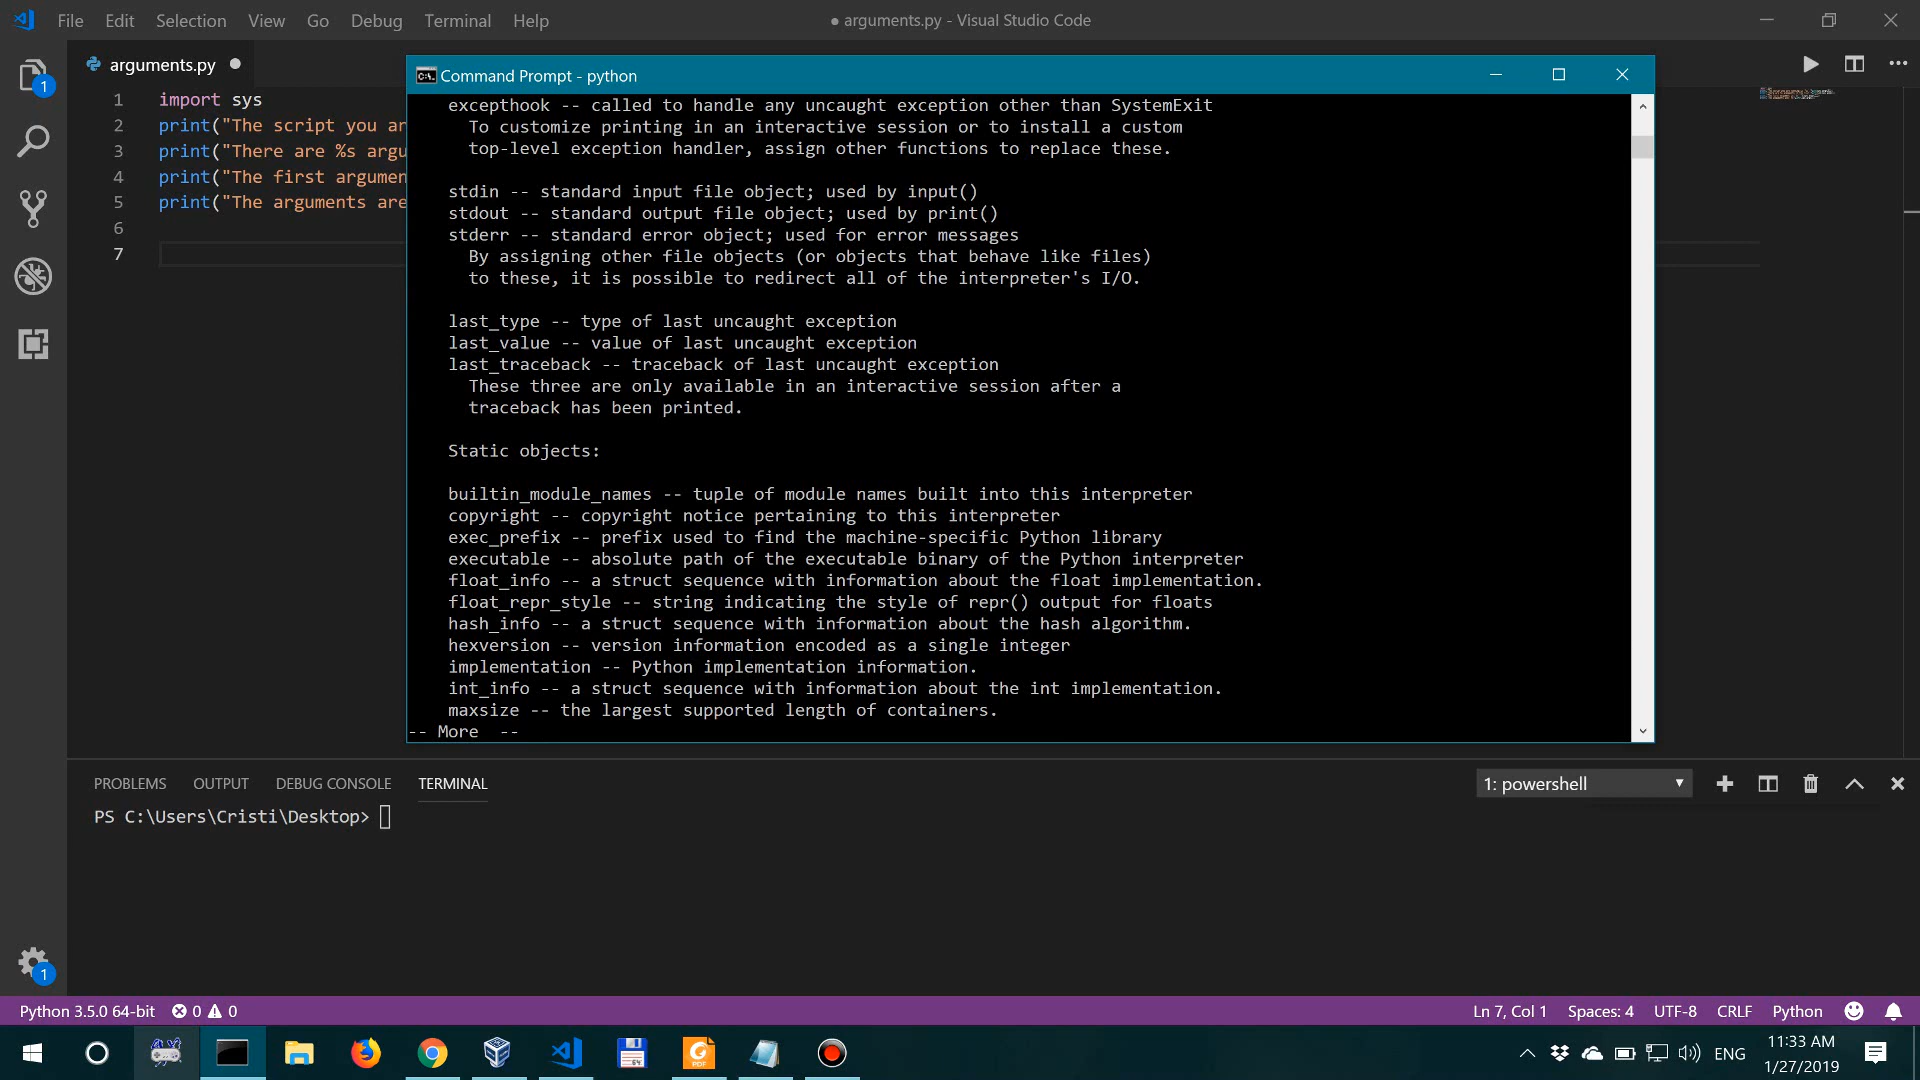 File Edit Selection View Go Debug Terminal Help
● arguments.py - Visual Studio Code
arguments.py
Command Prompt - python
1 import sys
2 print("The script you ar
3 print("There are %s argu
4 print("The first argumen
5 print("The arguments are
6
7
excepthook -- called to handle any uncaught exception other than SystemExit
To customize printing in an interactive session or to install a custom
top-level exception handler, assign other functions to replace these.
stdin -- standard input file object; used by input()
stdout -- standard output file object; used by print()
stderr -- standard error object; used for error messages
By assigning other file objects (or objects that behave like files)
to these, it is possible to redirect all of the interpreter's I/O.
last_type -- type of last uncaught exception
last_value -- value of last uncaught exception
last_traceback -- traceback of last uncaught exception
These three are only available in an interactive session after a
traceback has been printed.
Static objects:
builtin_module_names -- tuple of module names built into this interpreter
copyright -- copyright notice pertaining to this interpreter
exec_prefix -- prefix used to find the machine-specific Python library
executable -- absolute path of the executable binary of the Python interpreter
float_info -- a struct sequence with information about the float implementation.
float_repr_style -- string indicating the style of repr() output for floats
hash_info -- a struct sequence with information about the hash algorithm.
hexversion -- version information encoded as a single integer
implementation -- Python implementation information.
int_info -- a struct sequence with information about the int implementation.
maxsize -- the largest supported length of containers.
-- More --
1
PROBLEMS OUTPUT DEBUG CONSOLE TERMINAL
1: powershell
PS C:\Users\Cristi\Desktop>
1
Python 3.5.0 64-bit 0 0
Ln 7, Col 1 Spaces: 4 UTF-8 CRLF Python
64
PDF
ENG
11:33 AM
1/27/2019